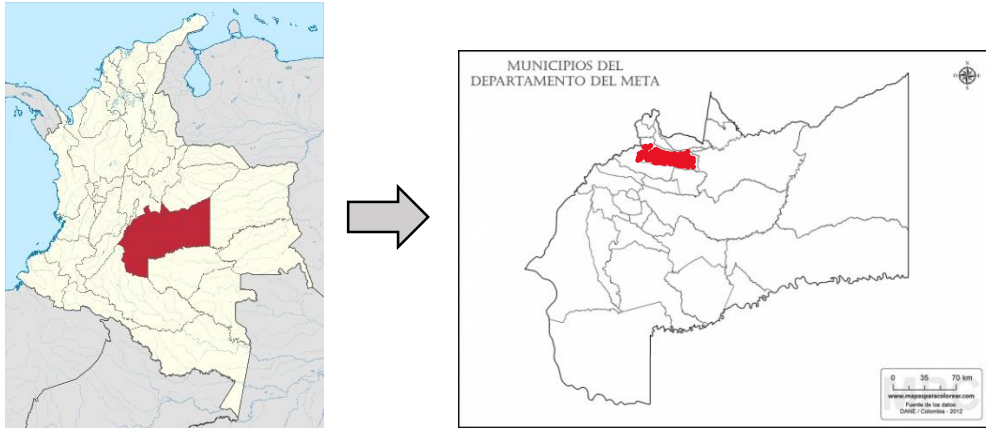 MUNICIPIOS DEL
DEPARTAMENTO DEL META
N
O
E
S
0 35 70 km
MPC
www.mapasparacolorear.com
Fuente de los datos:
DANE / Colombia - 2012